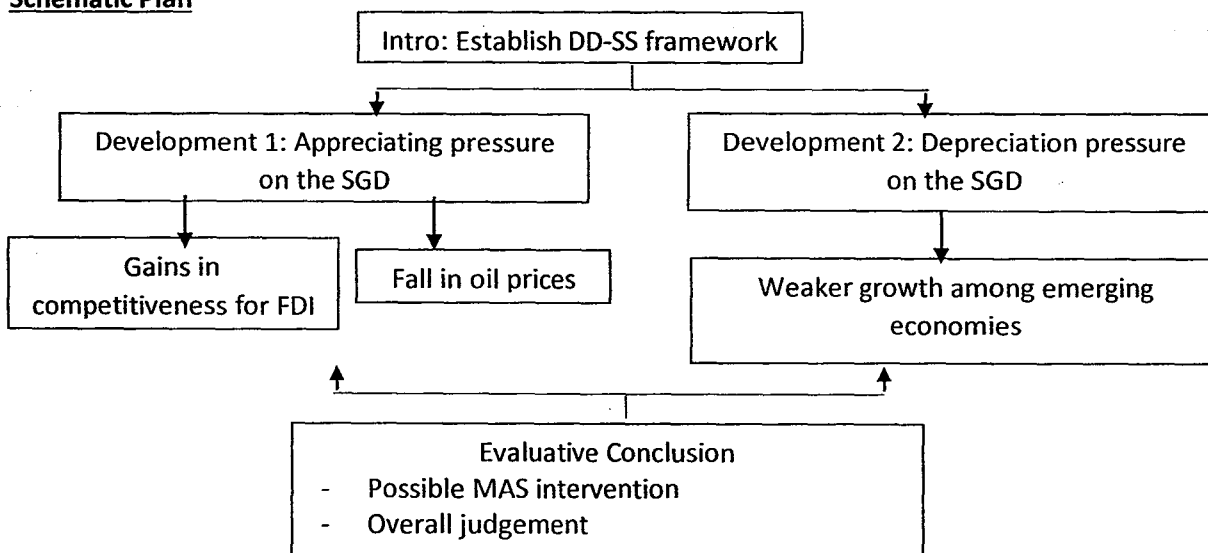 Schematic Plan
Intro: Establish DD-SS framework
Development 1: Appreciating pressure
on the SGD
Development 2: Depreciation pressure
on the SGD
Gains in
competitiveness for FDI
Fall in oil prices
Weaker growth among emerging
economies
Evaluative Conclusion
- Possible MAS intervention
- Overall judgement